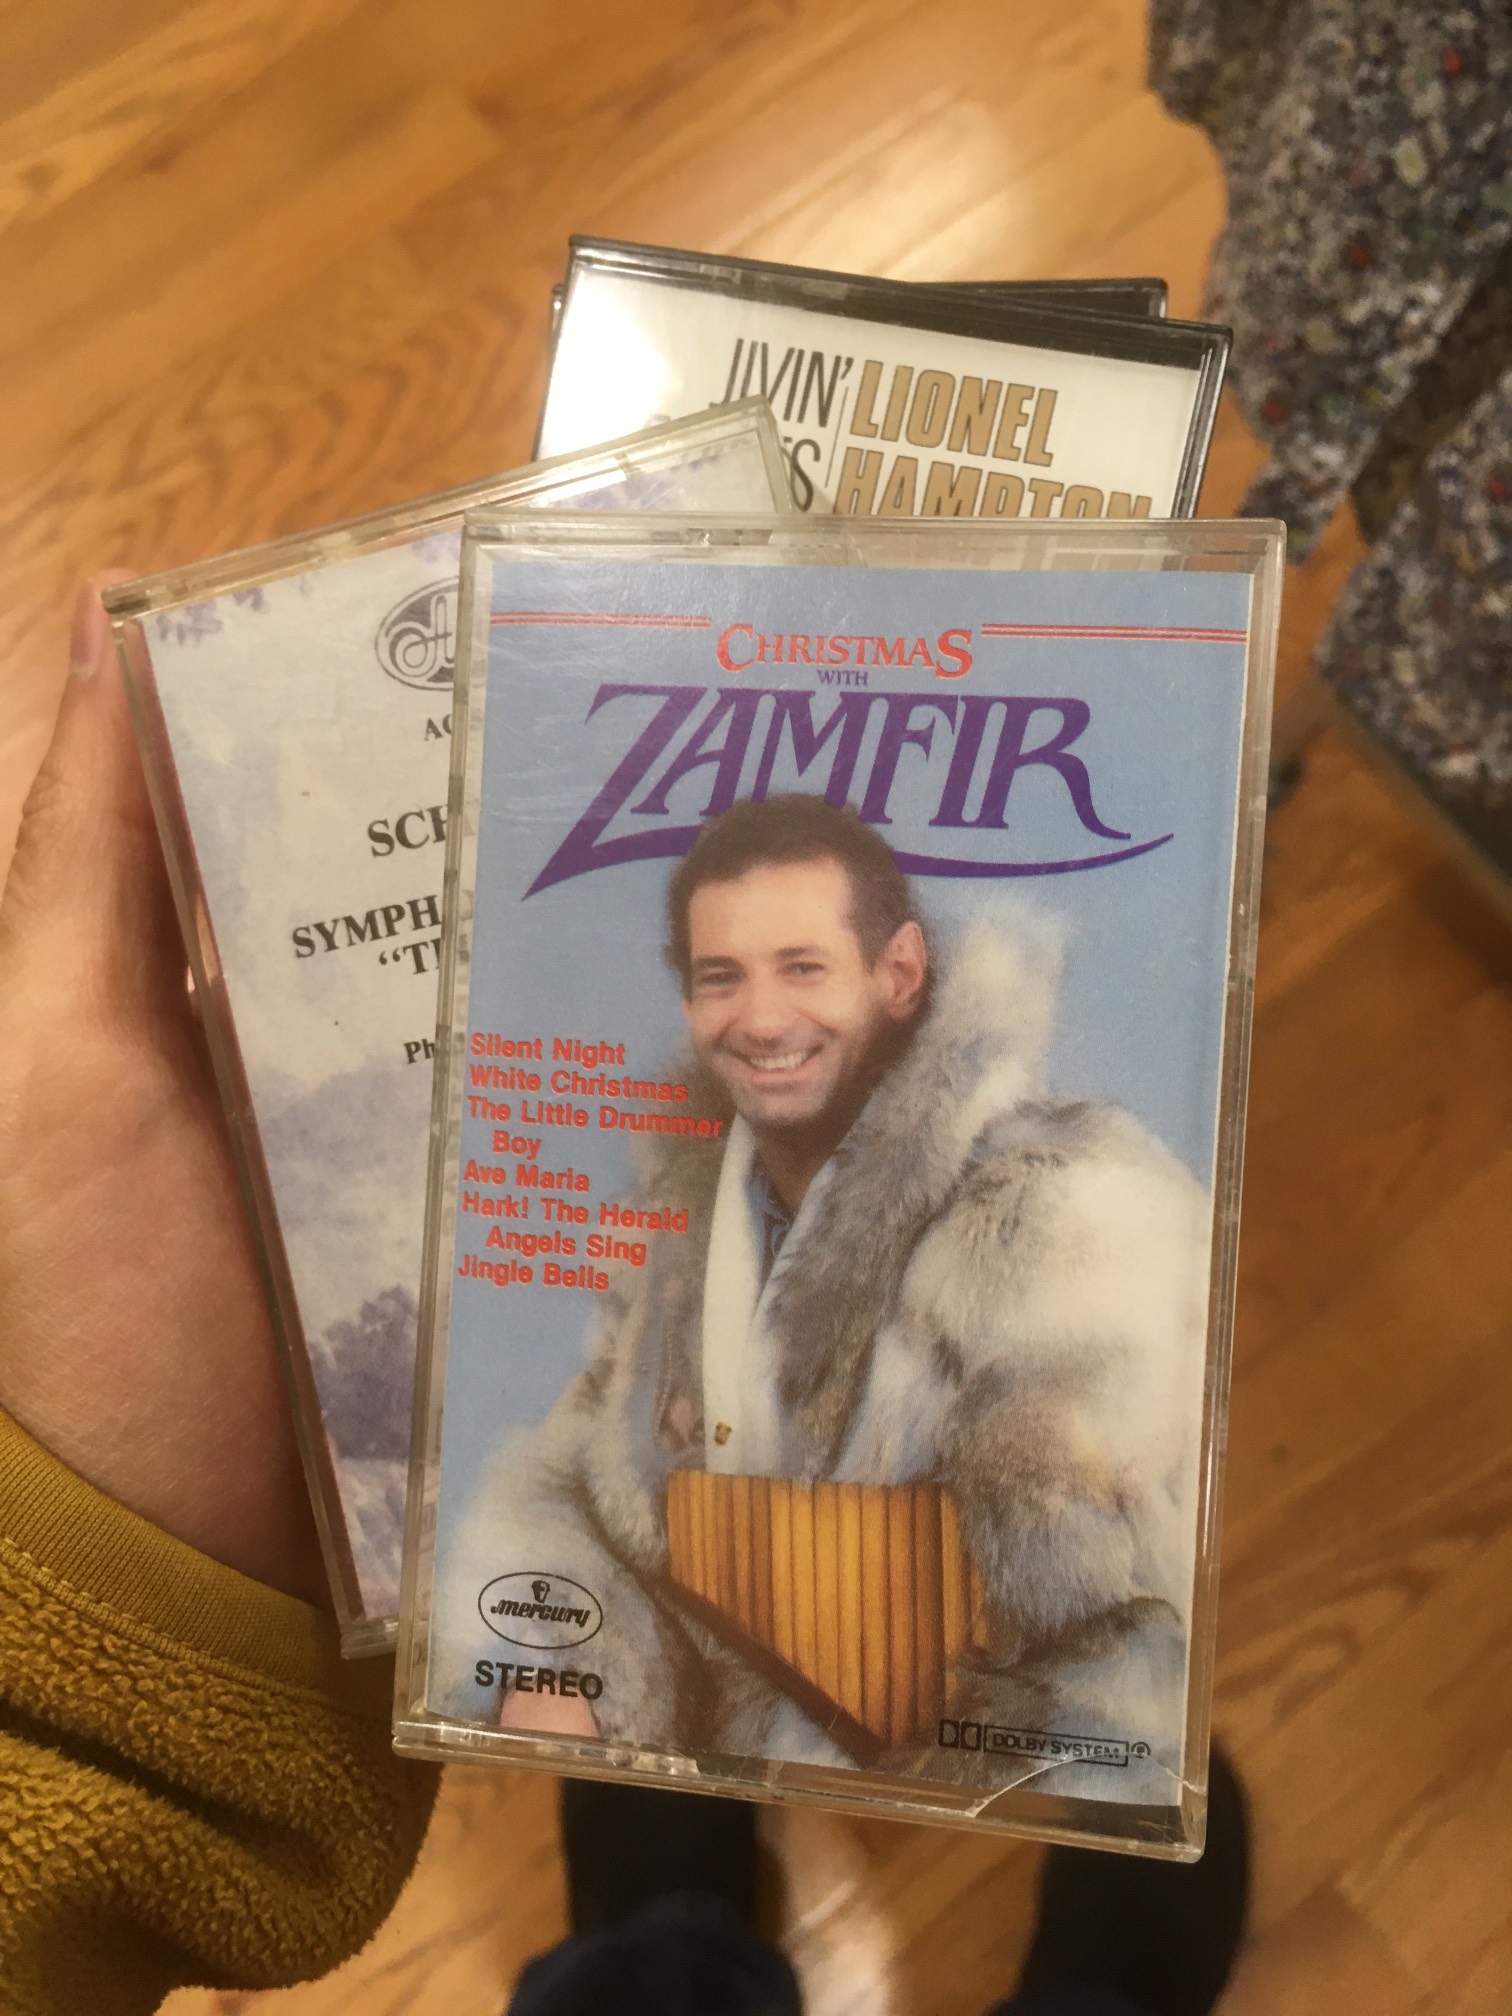 JIVIN'
LIONEL
HAMPTON
CHRISTMAS
WITH
ZAMFIR
SYMPH
"T
Silent Night
White Christmas
The Little Drummer
Boy
Ave Maria
Hark! The Herald
Angels Sing
Jingle Bells
mercury
STEREO
DOLBY SYSTEM